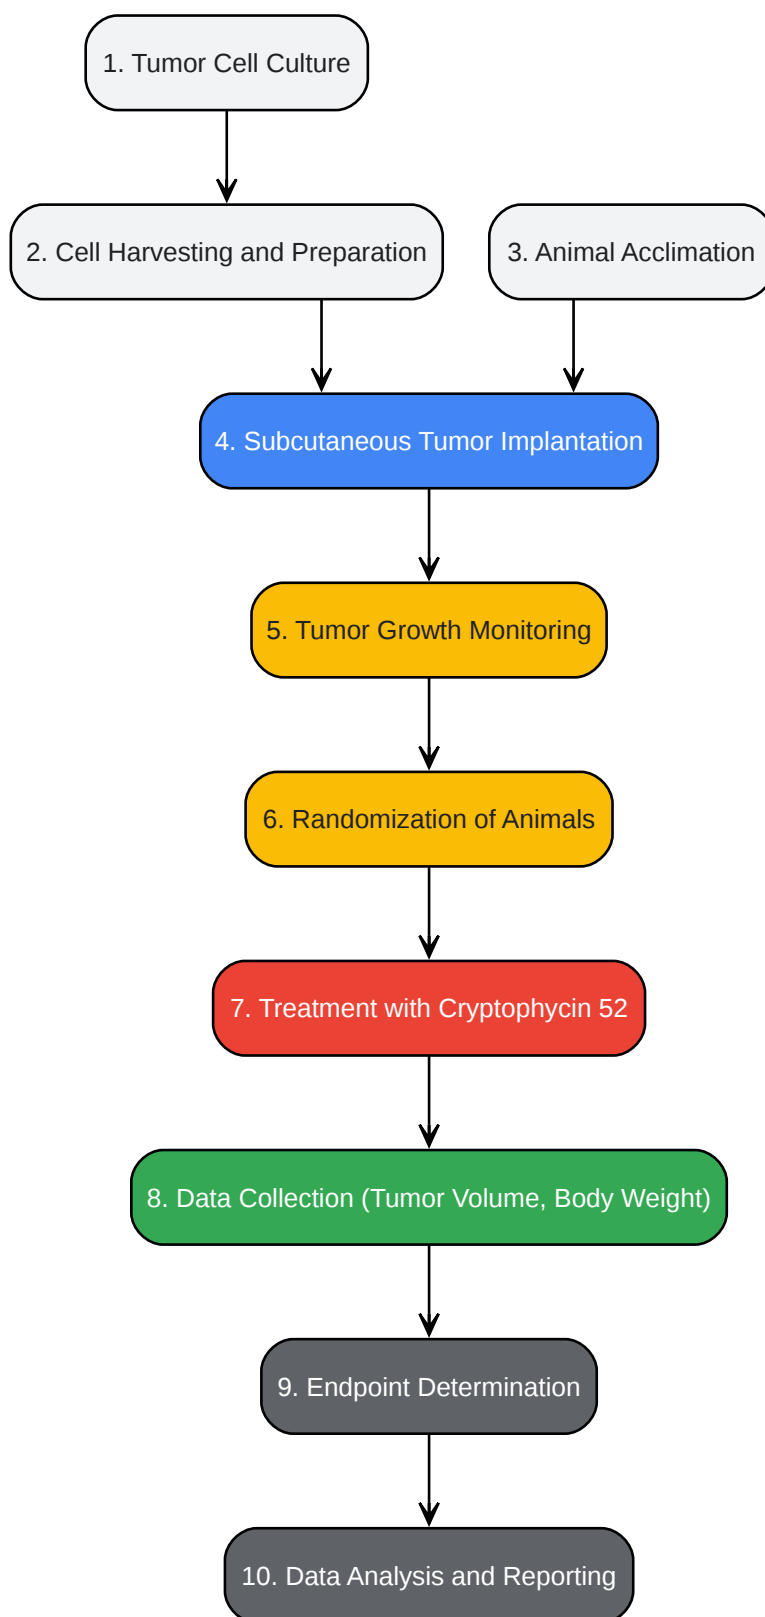 1. Tumor Cell Culture
2. Cell Harvesting and Preparation
3. Animal Acclimation
4. Subcutaneous Tumor Implantation
5. Tumor Growth Monitoring
6. Randomization of Animals
7. Treatment with Cryptophycin 52
8. Data Collection (Tumor Volume, Body Weight)
9. Endpoint Determination
10. Data Analysis and Reporting